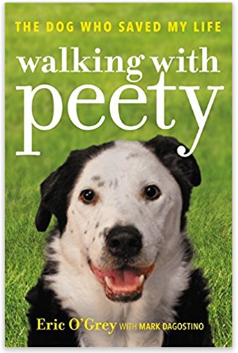 THE DOG WHO SAVED MY LIFE
walking with
peety
Eric O'Grey WITH MARK DAGOSTINO